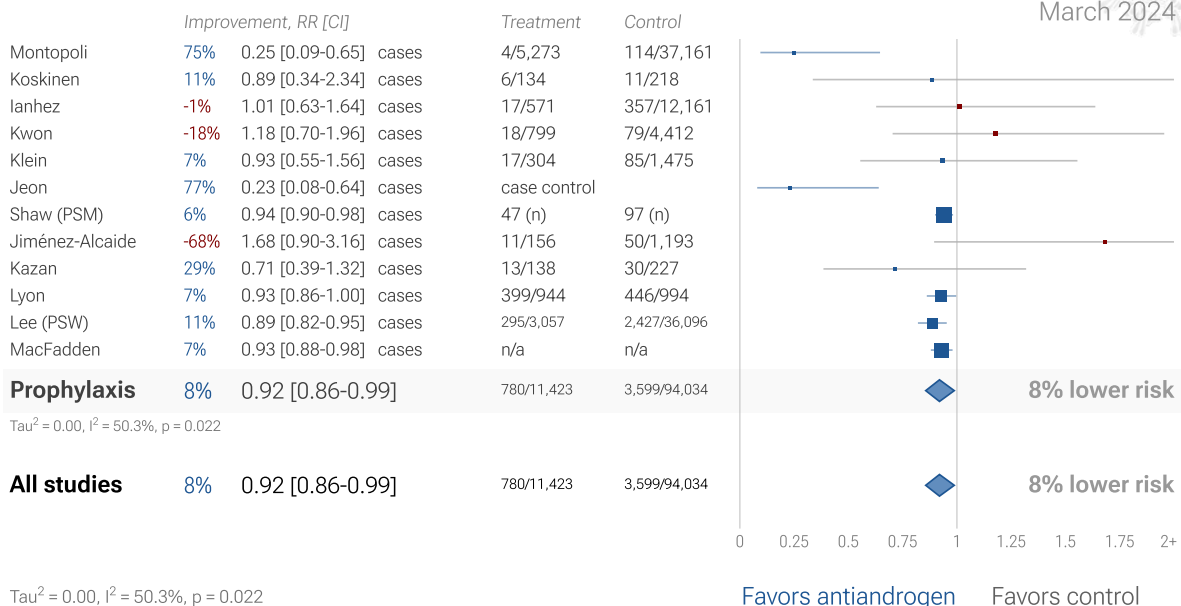 March 2024
Improvement, RR [CI] Treatment Control
Montopoli 75% 0.25 [0.09-0.65] cases 4/5,273 114/37,161
Koskinen 11% 0.89 [0.34-2.34] cases 6/134 11/218
Ianhez -1% 1.01 [0.63-1.64] cases 17/571 357/12,161
Kwon -18% 1.18 [0.70-1.96] cases 18/799 79/4,412
Klein 7% 0.93 [0.55-1.56] cases 17/304 85/1,475
Jeon 77% 0.23 [0.08-0.64] cases case control
Shaw (PSM) 6% 0.94 [0.90-0.98] cases 47 (n) 97 (n)
Jiménez-Alcaide -68% 1.68 [0.90-3.16] cases 11/156 50/1,193
Kazan 29% 0.71 [0.39-1.32] cases 13/138 30/227
Lyon 7% 0.93 [0.86-1.00] cases 399/944 446/994
Lee (PSW) 11% 0.89 [0.82-0.95] cases 295/3,057 2,427/36,096
MacFadden 7% 0.93 [0.88-0.98] cases n/a n/a
Prophylaxis 8% 0.92 [0.86-0.99] 780/11,423 3,599/94,034 8% lower risk
Tau² = 0.00, I² = 50.3%, p = 0.022
All studies 8% 0.92 [0.86-0.99] 780/11,423 3,599/94,034 8% lower risk
0 0.25 0.5 0.75 1 1.25 1.5 1.75 2+
Tau² = 0.00, I² = 50.3%, p = 0.022 Favors antiandrogen Favors control